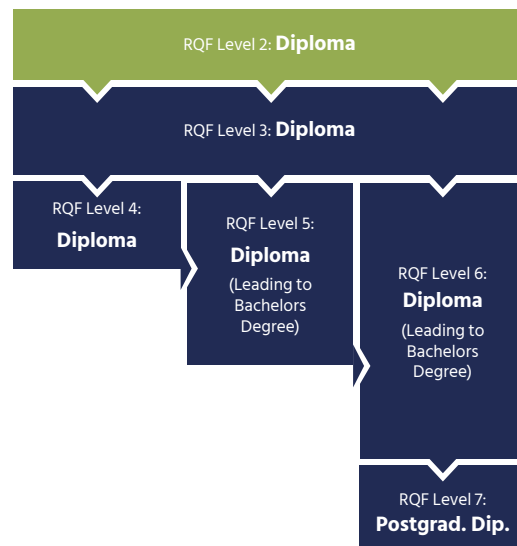 RQF Level 2: Diploma
RQF Level 3: Diploma
RQF Level 4:
Diploma
RQF Level 5:
Diploma
(Leading to
Bachelors
Degree)
RQF Level 6:
Diploma
(Leading to
Bachelors
Degree)
RQF Level 7:
Postgrad. Dip.